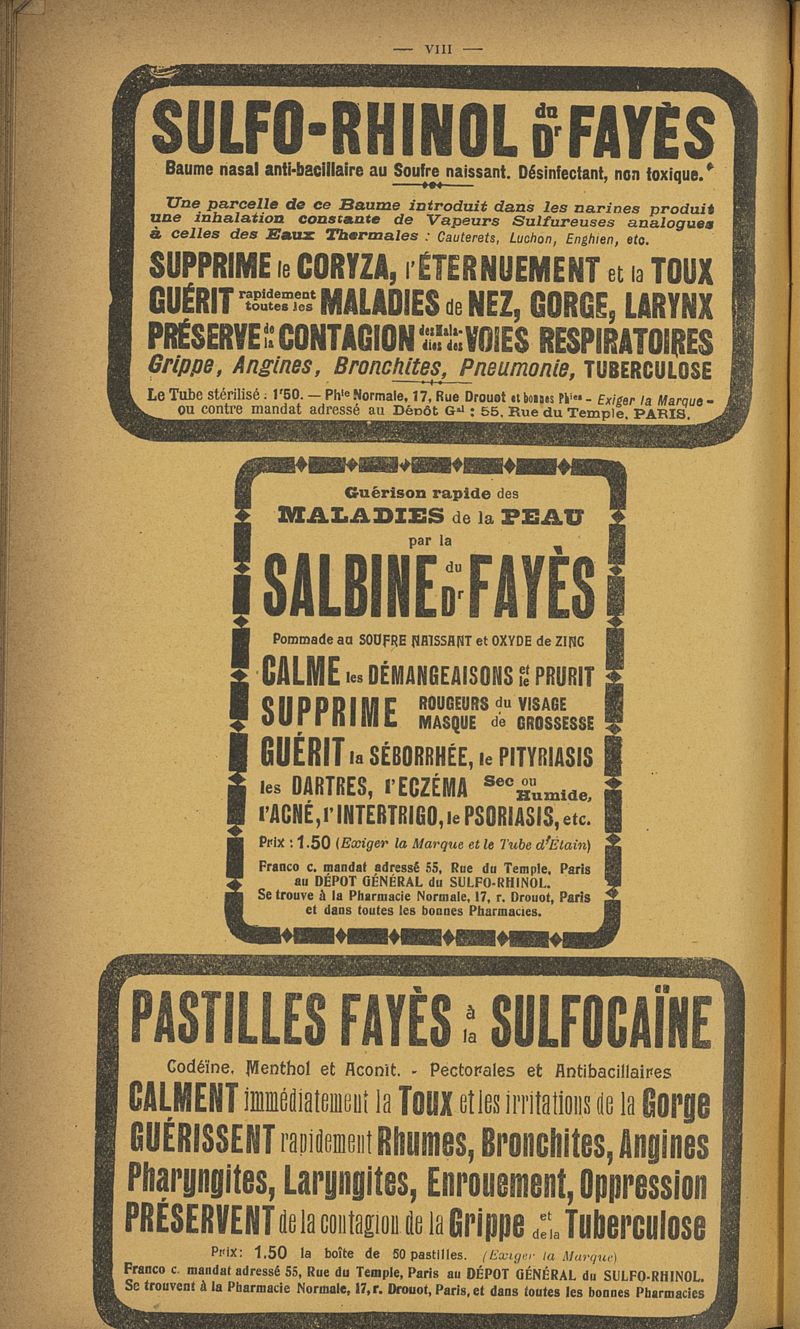 — VIII —
SULFO-RHINOL du Dr FAYÈS
Baume nasal anti-bacillaire au Soufre naissant. Désinfectant, non toxique.
Une parcelle de ce Baume introduit dans les narines produit
une inhalation constante de Vapeurs Sulfureuses analogues
à celles des Eaux Thermales : Cauterets, Luchon, Enghien, etc.
SUPPRIME le CORYZA, l'ÉTERNUEMENT et la TOUX
GUÉRIT rapidement toutes les MALADIES de NEZ, GORGE, LARYNX
PRÉSERVE de la CONTAGION des Maladies des VOIES RESPIRATOIRES
Grippe, Angines, Bronchites, Pneumonie, TUBERCULOSE
Le Tube stérilisé : 1f50. — Phie Normale, 17, Rue Drouot et bonnes Phies - Exiger la Marque -
ou contre mandat adressé au Dépôt Gal : 55, Rue du Temple, PARIS.
Guérison rapide des
MALADIES de la PEAU
par la
SALBINE du Dr FAYÈS
Pommade au SOUFRE NAISSANT et OXYDE de ZINC
CALME les DÉMANGEAISONS et le PRURIT
SUPPRIME ROUGEURS du VISAGE
MASQUE de GROSSESSE
GUÉRIT la SÉBORRHÉE, le PITYRIASIS
les DARTRES, l'ECZÉMA Sec ou Humide,
l'ACNÉ, l'INTERTRIGO, le PSORIASIS, etc.
Prix : 1.50 (Exiger la Marque et le Tube d'Étain)
Franco c. mandat adressé 55, Rue du Temple, Paris
au DÉPOT GÉNÉRAL du SULFO-RHINOL.
Se trouve à la Pharmacie Normale, 17, r. Drouot, Paris
et dans toutes les bonnes Pharmacies.
PASTILLES FAYÈS à la SULFOCAÏNE
Codéïne, Menthol et Aconit. - Pectorales et Antibacillaires
CALMENT immédiatement la Toux et les irritations de la Gorge
GUÉRISSENT rapidement Rhumes, Bronchites, Angines
Pharyngites, Laryngites, Enrouement, Oppression
PRÉSERVENT de la contagion de la Grippe et de la Tuberculose
Prix: 1.50 la boîte de 50 pastilles. (Exiger la Marque)
Franco c. mandat adressé 55, Rue du Temple, Paris au DÉPOT GÉNÉRAL du SULFO-RHINOL.
Se trouvent à la Pharmacie Normale, 17, r. Drouot, Paris, et dans toutes les bonnes Pharmacies